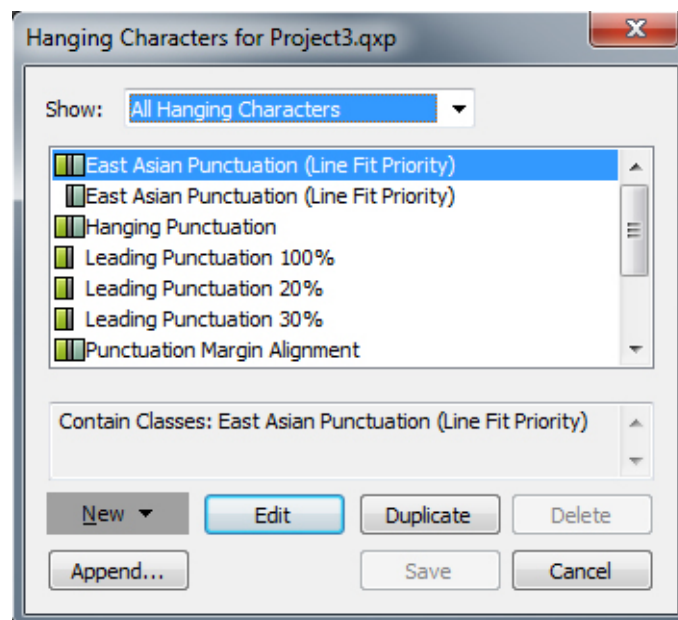 Hanging Characters for Project3.qxp
Show: All Hanging Characters
East Asian Punctuation (Line Fit Priority)
East Asian Punctuation (Line Fit Priority)
Hanging Punctuation
Leading Punctuation 100%
Leading Punctuation 20%
Leading Punctuation 30%
Punctuation Margin Alignment
Contain Classes: East Asian Punctuation (Line Fit Priority)
New Edit Duplicate Delete
Append... Save Cancel